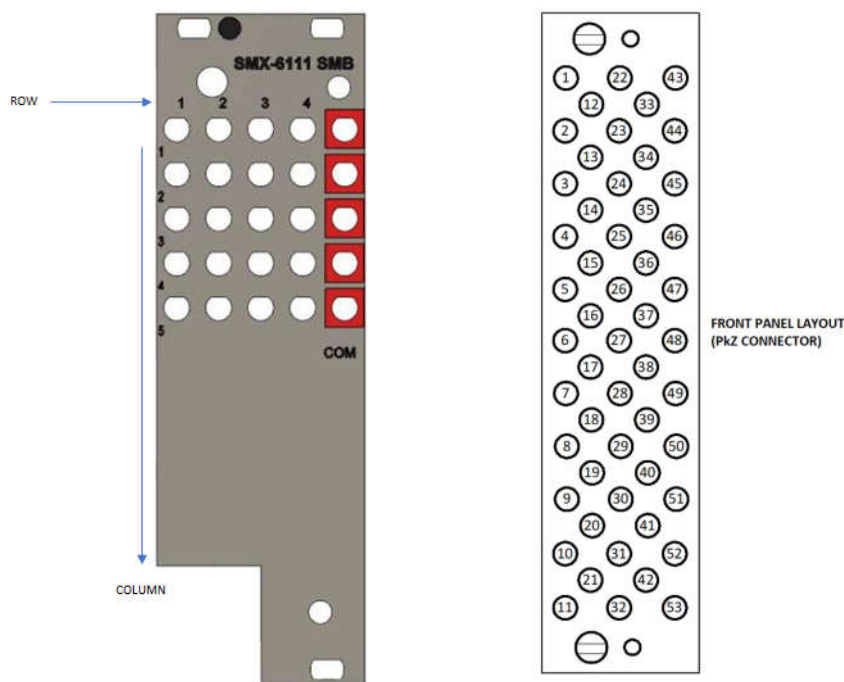 SMX-6111 SMB
ROW
1 2 3 4
1
2
3
4
5
COM
COLUMN
1 22 43
12 33
2 23 44
13 34
3 24 45
14 35
4 25 46
15 36
5 26 47
16 37
6 27 48
17 38
7 28 49
18 39
8 29 50
19 40
9 30 51
20 41
10 31 52
21 42
11 32 53
FRONT PANEL LAYOUT
(PkZ CONNECTOR)